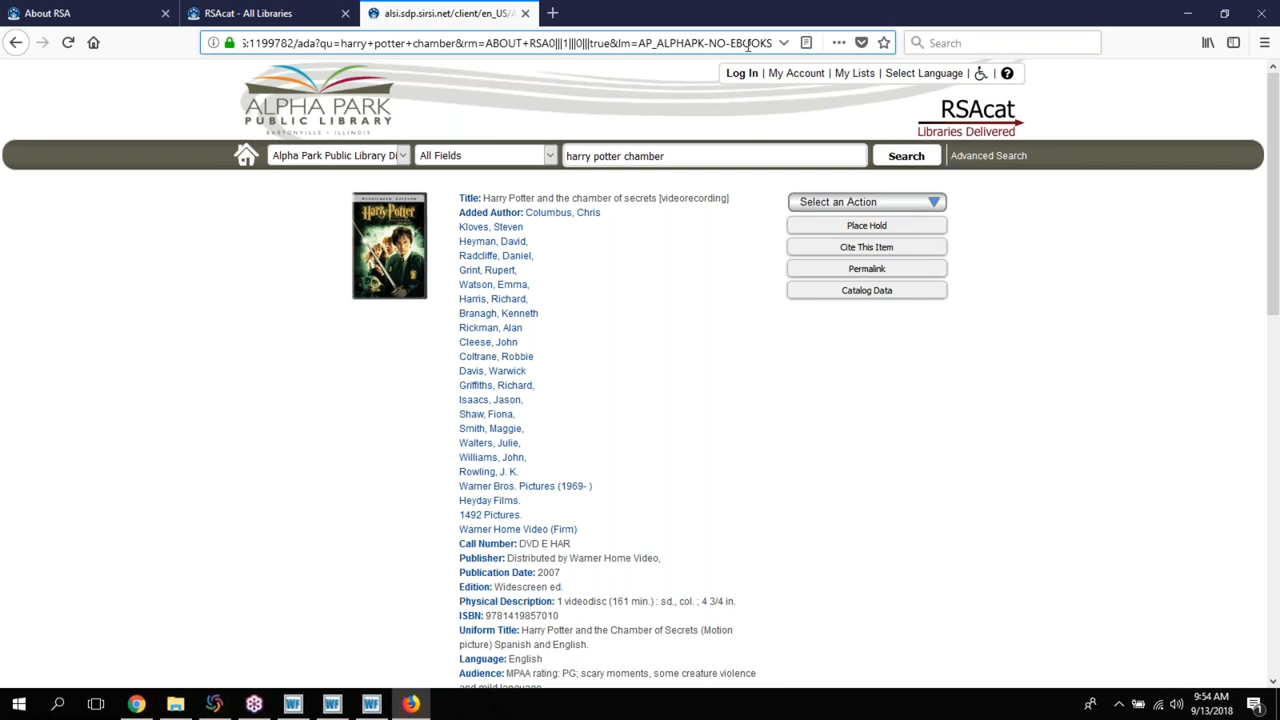 About RSA
RSAcat - All Libraries
alsi.sdp.sirsi.net/client/en_US/A
S:1199782/ada?qu=harry+potter+chamber&rm=ABOUT+RSA0|||1|||0|||true&lm=AP_ALPHAPK-NO-EBOOKS
Search
ALPHA PARK
PUBLIC LIBRARY
BARTONVILLE • ILLINOIS
Log In | My Account | My Lists | Select Language |
RSAcat
Libraries Delivered
Alpha Park Public Library Di
All Fields
harry potter chamber
Search
Advanced Search
Harry Potter
Title: Harry Potter and the chamber of secrets [videorecording]
Added Author: Columbus, Chris
Kloves, Steven
Heyman, David,
Radcliffe, Daniel,
Grint, Rupert,
Watson, Emma,
Harris, Richard,
Branagh, Kenneth
Rickman, Alan
Cleese, John
Coltrane, Robbie
Davis, Warwick
Griffiths, Richard,
Isaacs, Jason,
Shaw, Fiona,
Smith, Maggie,
Walters, Julie,
Williams, John,
Rowling, J. K.
Warner Bros. Pictures (1969- )
Heyday Films.
1492 Pictures.
Warner Home Video (Firm)
Call Number: DVD E HAR
Publisher: Distributed by Warner Home Video,
Publication Date: 2007
Edition: Widescreen ed.
Physical Description: 1 videodisc (161 min.) : sd., col. ; 4 3/4 in.
ISBN: 9781419857010
Uniform Title: Harry Potter and the Chamber of Secrets (Motion
picture) Spanish and English.
Language: English
Audience: MPAA rating: PG; scary moments, some creature violence
and mild language.
Select an Action
Place Hold
Cite This Item
Permalink
Catalog Data
9:54 AM
9/13/2018